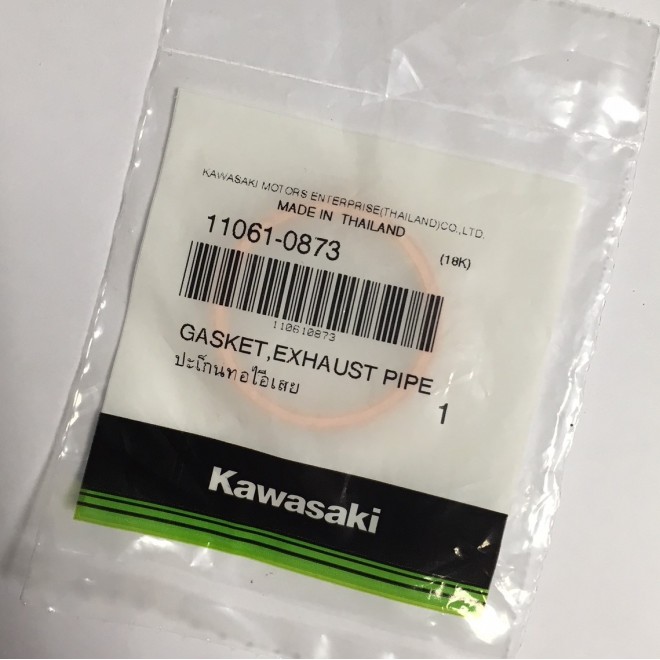 KAWASAKI MOTORS ENTERPRISE(THAILAND)CO.,LTD.
MADE IN THAILAND
11061-0873
(18K)
110610873
GASKET,EXHAUST PIPE
ปะเก็นทอไอีเสย
1
Kawasaki